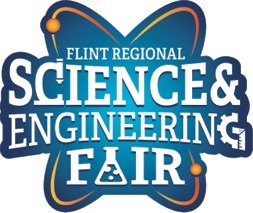 FLINT REGIONAL
SCIENCE &
ENGINEERING
FAIR